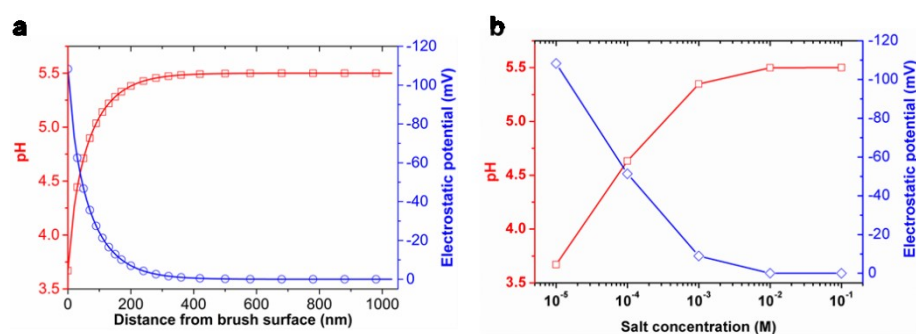 a
pH
5.5
5.0
4.5
4.0
3.5
0 200 400 600 800 1000
Distance from brush surface (nm)
-120
-100
-80
-60
-40
-20
0
Electrostatic potential (mV)
b
pH
5.5
5.0
4.5
4.0
3.5
10⁻⁵ 10⁻⁴ 10⁻³ 10⁻² 10⁻¹
Salt concentration (M)
-120
-100
-80
-60
-40
-20
0
Electrostatic potential (mV)